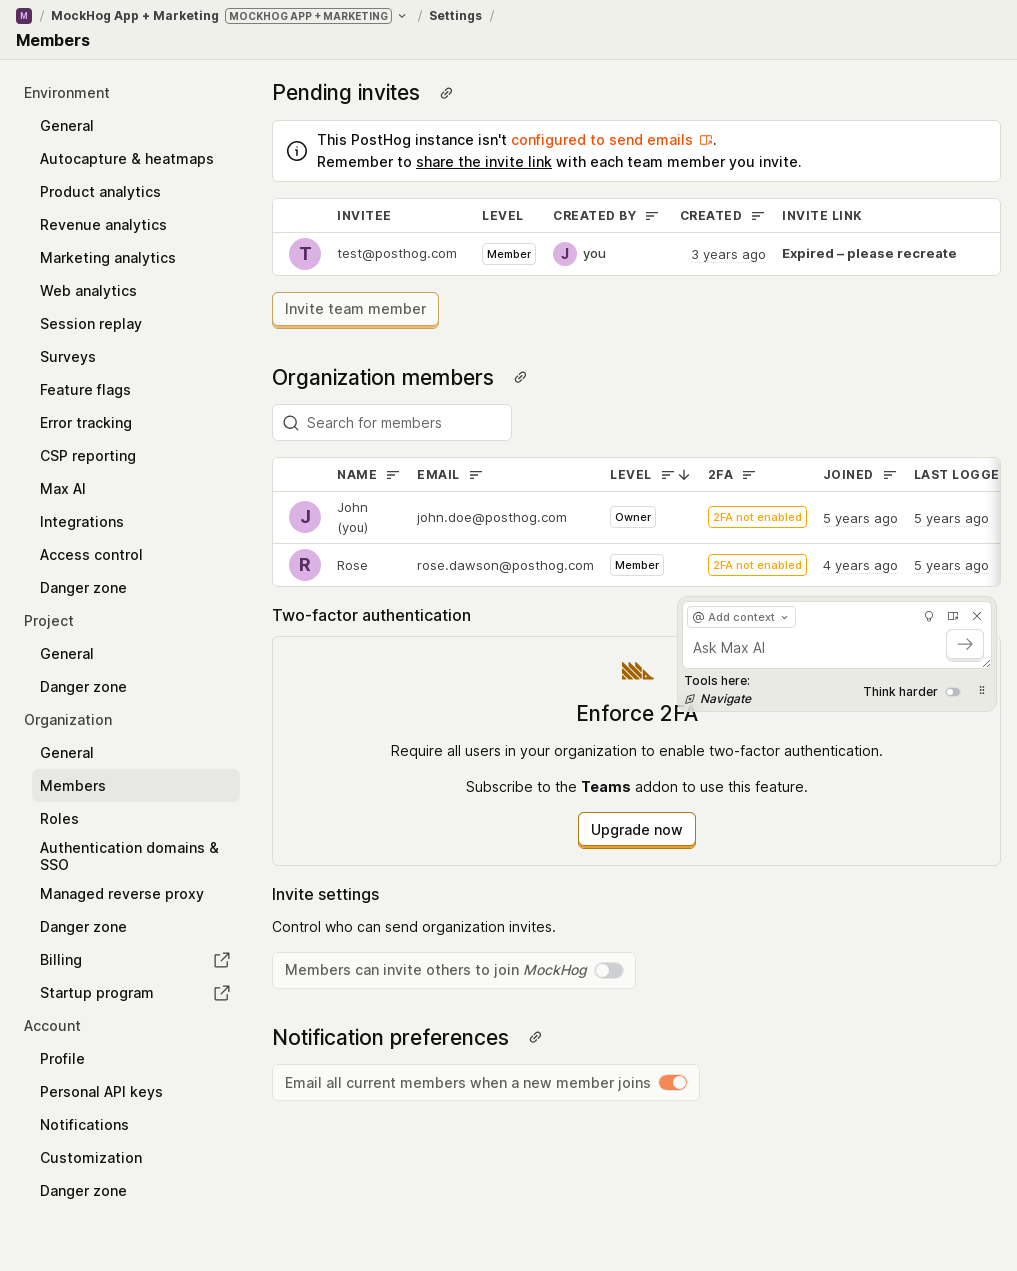 M / MockHog App + Marketing MOCKHOG APP + MARKETING / Settings /
Members
Environment
General
Autocapture & heatmaps
Product analytics
Revenue analytics
Marketing analytics
Web analytics
Session replay
Surveys
Feature flags
Error tracking
CSP reporting
Max AI
Integrations
Access control
Danger zone
Project
General
Danger zone
Organization
General
Members
Roles
Authentication domains &
SSO
Managed reverse proxy
Danger zone
Billing
Startup program
Account
Profile
Personal API keys
Notifications
Customization
Danger zone
Pending invites
This PostHog instance isn't configured to send emails.
Remember to share the invite link with each team member you invite.
INVITEE LEVEL CREATED BY CREATED INVITE LINK
T test@posthog.com Member J you 3 years ago Expired – please recreate
Invite team member
Organization members
Search for members
NAME EMAIL LEVEL 2FA JOINED LAST LOGGE
J John (you) john.doe@posthog.com Owner 2FA not enabled 5 years ago 5 years ago
R Rose rose.dawson@posthog.com Member 2FA not enabled 4 years ago 5 years ago
Two-factor authentication
@ Add context
Ask Max AI
Tools here:
Navigate
Think harder
Enforce 2FA
Require all users in your organization to enable two-factor authentication.
Subscribe to the Teams addon to use this feature.
Upgrade now
Invite settings
Control who can send organization invites.
Members can invite others to join MockHog
Notification preferences
Email all current members when a new member joins